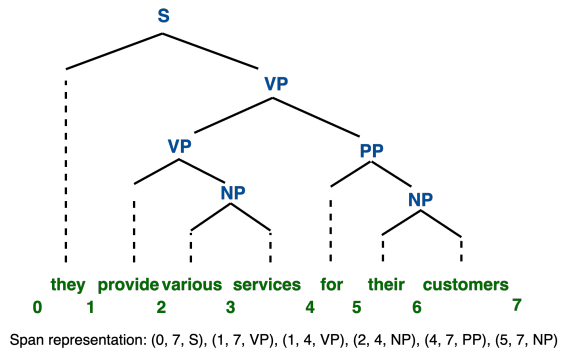 S
VP
VP PP
NP NP
they provide various services for their customers
0 1 2 3 4 5 6 7
Span representation: (0, 7, S), (1, 7, VP), (1, 4, VP), (2, 4, NP), (4, 7, PP), (5, 7, NP)